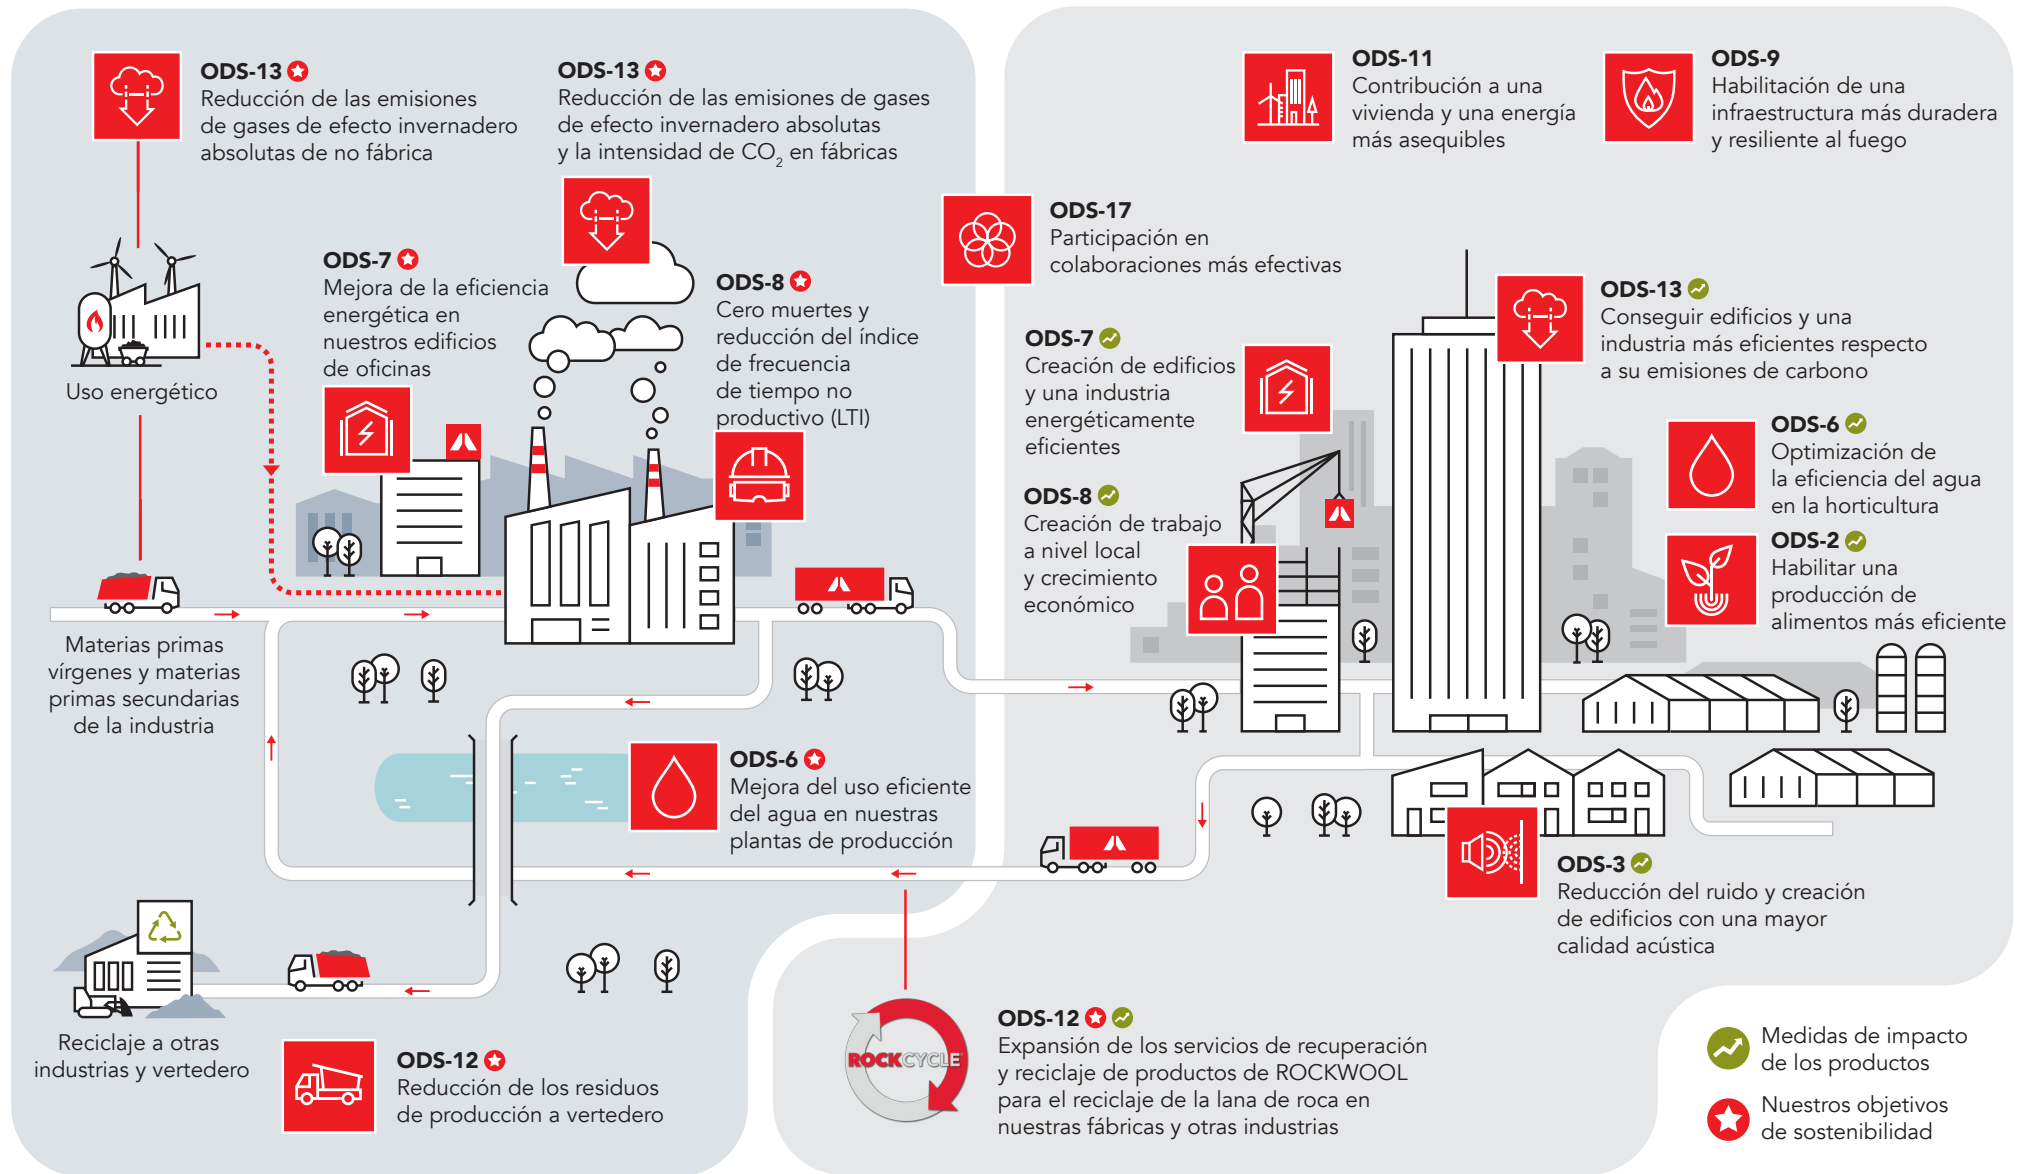 ODS-13
Reducción de las emisiones
de gases de efecto invernadero
absolutas de no fábrica
ODS-13
Reducción de las emisiones de gases
de efecto invernadero absolutas
y la intensidad de CO2 en fábricas
ODS-11
Contribución a una
vivienda y una energía
más asequibles
ODS-9
Habilitación de una
infraestructura más duradera
y resiliente al fuego
ODS-17
Participación en
colaboraciones más efectivas
ODS-7
Mejora de la eficiencia
energética en
nuestros edificios
de oficinas
ODS-8
Cero muertes y
reducción del índice
de frecuencia
de tiempo no
productivo (LTI)
Uso energético
ODS-7
Creación de edificios
y una industria
energéticamente
eficientes
ODS-13
Conseguir edificios y una
industria más eficientes respecto
a su emisiones de carbono
ODS-8
Creación de trabajo
a nivel local
y crecimiento
económico
ODS-6
Optimización de
la eficiencia del agua
en la horticultura
ODS-2
Habilitar una
producción de
alimentos más eficiente
Materias primas
vírgenes y materias
primas secundarias
de la industria
ODS-6
Mejora del uso eficiente
del agua en nuestras
plantas de producción
ODS-3
Reducción del ruido y creación
de edificios con una mayor
calidad acústica
Reciclaje a otras
industrias y vertedero
ODS-12
Reducción de los residuos
de producción a vertedero
ROCKCYCLE
ODS-12
Expansión de los servicios de recuperación
y reciclaje de productos de ROCKWOOL
para el reciclaje de la lana de roca en
nuestras fábricas y otras industrias
Medidas de impacto
de los productos
Nuestros objetivos
de sostenibilidad